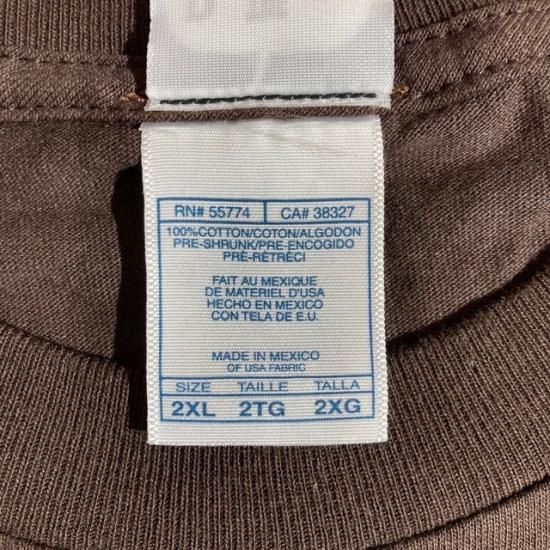 RN# 55774 CA# 38327
100%COTTON/COTON/ALGODON
PRE-SHRUNK/PRE-ENCOGIDO
PRÉ-RÉTRÉCI
FAIT AU MEXIQUE
DE MATERIEL D'USA
HECHO EN MEXICO
CON TELA DE E.U.
MADE IN MEXICO
OF USA FABRIC
SIZE TAILLE TALLA
2XL 2TG 2XG